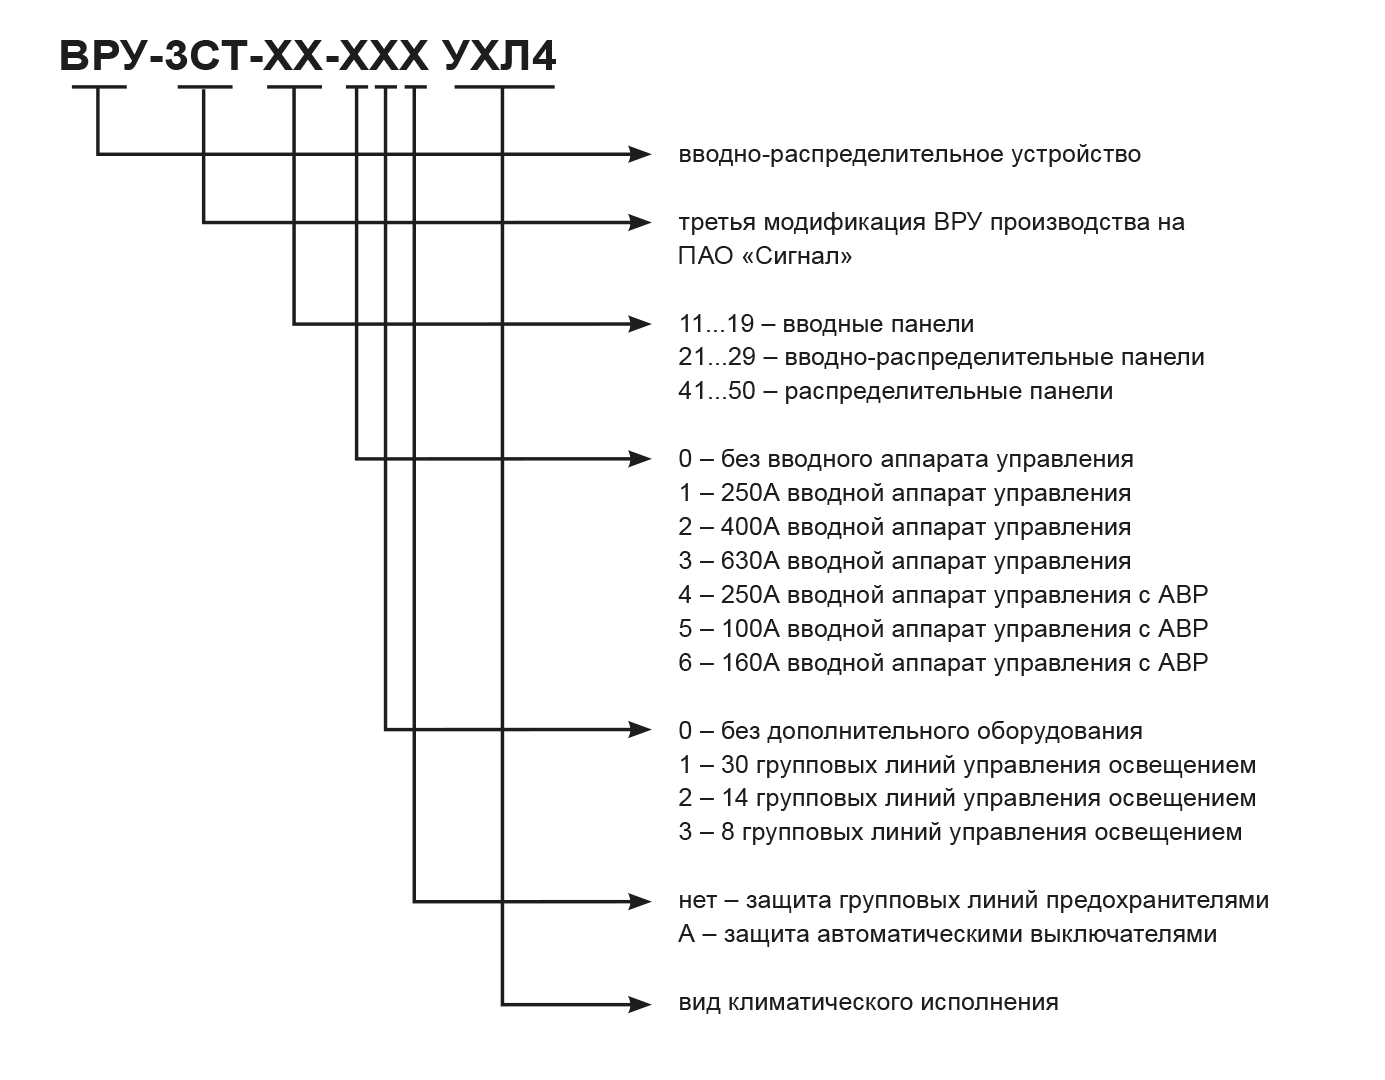 ВРУ-3СТ-ХХ-ХХХ УХЛ4
вводно-распределительное устройство
третья модификация ВРУ производства на
ПАО «Сигнал»
11...19 – вводные панели
21...29 – вводно-распределительные панели
41...50 – распределительные панели
0 – без вводного аппарата управления
1 – 250А вводной аппарат управления
2 – 400А вводной аппарат управления
3 – 630А вводной аппарат управления
4 – 250А вводной аппарат управления с АВР
5 – 100А вводной аппарат управления с АВР
6 – 160А вводной аппарат управления с АВР
0 – без дополнительного оборудования
1 – 30 групповых линий управления освещением
2 – 14 групповых линий управления освещением
3 – 8 групповых линий управления освещением
нет – защита групповых линий предохранителями
А – защита автоматическими выключателями
вид климатического исполнения